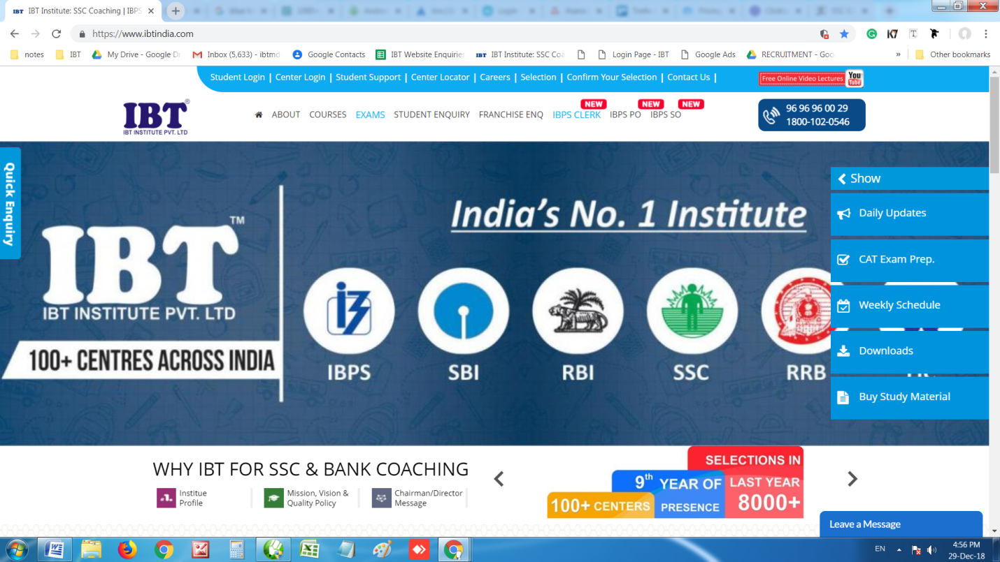 IBT Institute: SSC Coaching | IBPS
https://www.ibtindia.com
notes
IBT
My Drive - Google Dr
Inbox (5,633) - ibtmd
Google Contacts
IBT Website Enquiries
IBT Institute: SSC Coa
Login Page - IBT
Google Ads
RECRUITMENT - Goo
»
Other bookmarks
Student Login | Center Login | Student Support | Center Locator | Careers | Selection | Confirm Your Selection | Contact Us |
Free Online Video Lectures
You Tube
IBT®
IBT INSTITUTE PVT. LTD
ABOUT COURSES EXAMS STUDENT ENQUIRY FRANCHISE ENQ IBPS CLERK NEW IBPS PO NEW IBPS SO NEW
96 96 96 00 29
1800-102-0546
Quick Enquiry
IBT™
IBT INSTITUTE PVT. LTD
100+ CENTRES ACROSS INDIA
India's No. 1 Institute
IBPS SBI RBI SSC RRB
Show
Daily Updates
CAT Exam Prep.
Weekly Schedule
Downloads
Buy Study Material
WHY IBT FOR SSC & BANK COACHING
Institue
Profile
Mission, Vision &
Quality Policy
Chairman/Director
Message
100+ CENTERS
9th YEAR OF
PRESENCE
SELECTIONS IN
LAST YEAR
8000+
Leave a Message
EN
4:56 PM
29-Dec-18